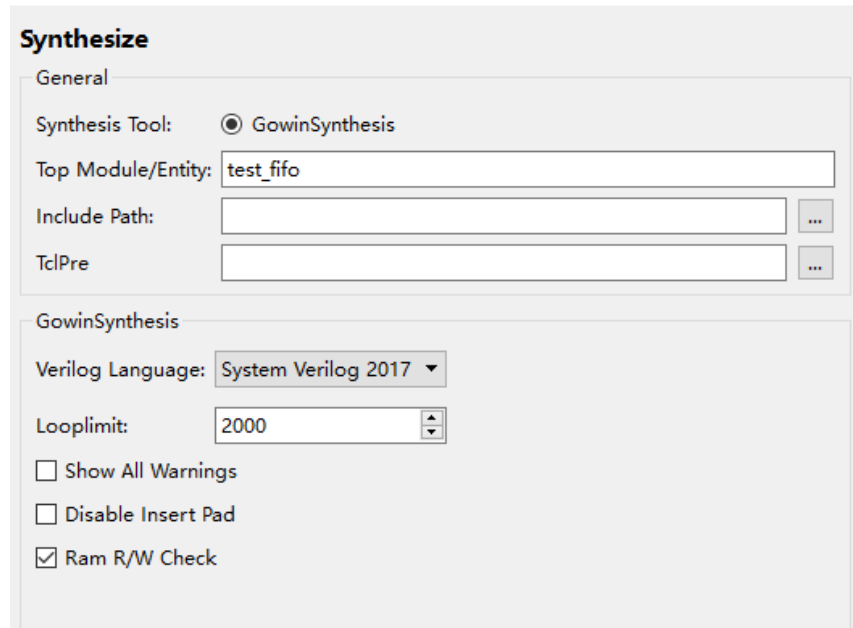 Synthesize
General
Synthesis Tool: GowinSynthesis
Top Module/Entity: test_fifo
Include Path: ...
TclPre ...
GowinSynthesis
Verilog Language: System Verilog 2017
Looplimit: 2000
Show All Warnings
Disable Insert Pad
Ram R/W Check